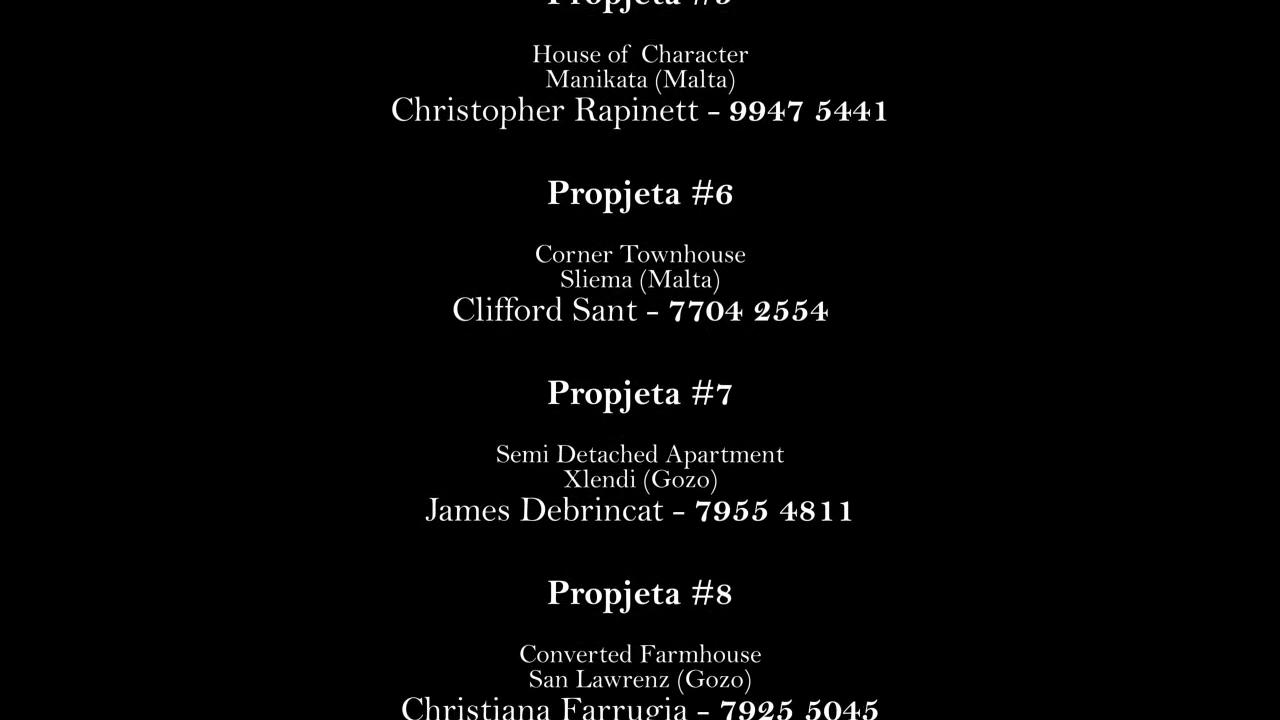 Propjeta #5
House of Character
Manikata (Malta)
Christopher Rapinett - 9947 5441
Propjeta #6
Corner Townhouse
Sliema (Malta)
Clifford Sant - 7704 2554
Propjeta #7
Semi Detached Apartment
Xlendi (Gozo)
James Debrincat - 7955 4811
Propjeta #8
Converted Farmhouse
San Lawrenz (Gozo)
Christiana Farrugia - 7925 5045